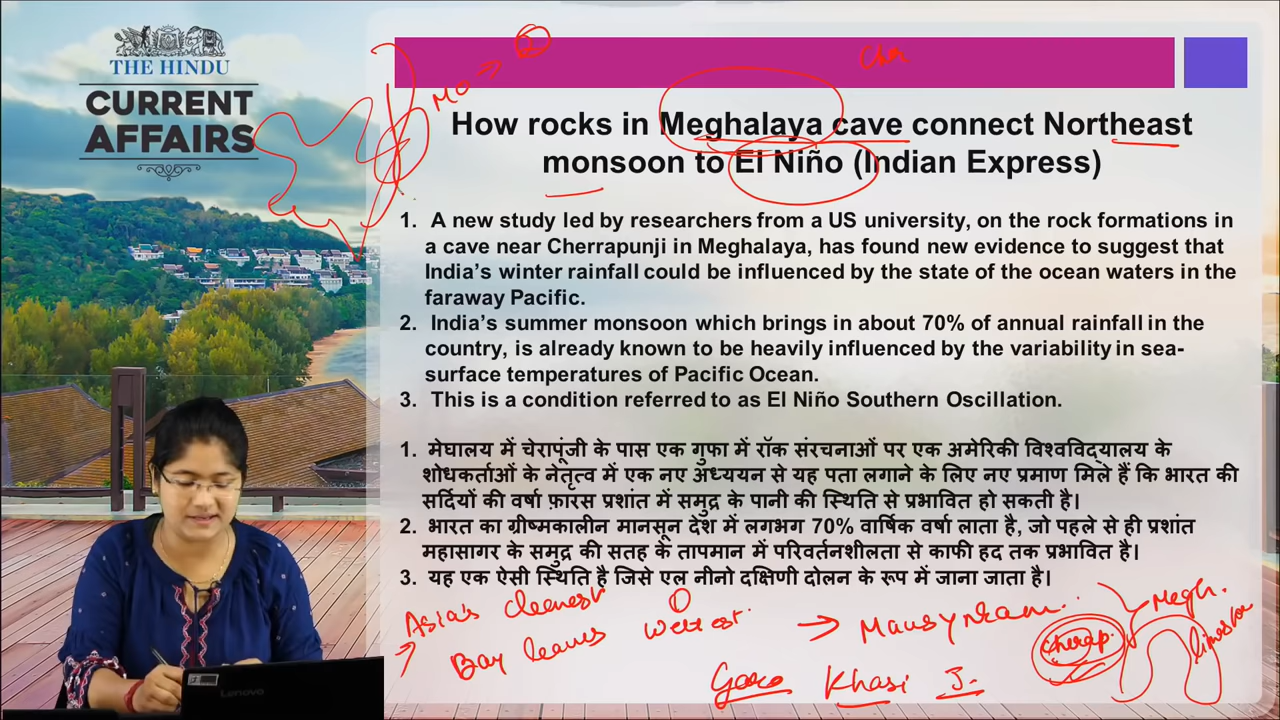 THE HINDU
CURRENT
AFFAIRS
How rocks in Meghalaya cave connect Northeast
monsoon to El Niño (Indian Express)
1. A new study led by researchers from a US university, on the rock formations in
a cave near Cherrapunji in Meghalaya, has found new evidence to suggest that
India's winter rainfall could be influenced by the state of the ocean waters in the
faraway Pacific.
2. India's summer monsoon which brings in about 70% of annual rainfall in the
country, is already known to be heavily influenced by the variability in sea-
surface temperatures of Pacific Ocean.
3. This is a condition referred to as El Niño Southern Oscillation.
1. मेघालय में चेरापूंजी के पास एक गुफा में रॉक संरचनाओं पर एक अमेरिकी विश्वविद्यालय के
शोधकर्ताओं के नेतृत्व में एक नए अध्ययन से यह पता लगाने के लिए नए प्रमाण मिले हैं कि भारत की
सर्दियों की वर्षा फ़ारस प्रशांत में समुद्र के पानी की स्थिति से प्रभावित हो सकती है।
2. भारत का ग्रीष्मकालीन मानसून देश में लगभग 70% वार्षिक वर्षा लाता है, जो पहले से ही प्रशांत
महासागर के समुद्र की सतह के तापमान में परिवर्तनशीलता से काफी हद तक प्रभावित है।
3. यह एक ऐसी स्थिति है जिसे एल नीनो दक्षिणी दोलन के रूप में जाना जाता है।
Asia's cleanest
Bay leaves wettest. → Mawsynram..
Megh.
Cherap.
Garo Khasi J.
Lenovo